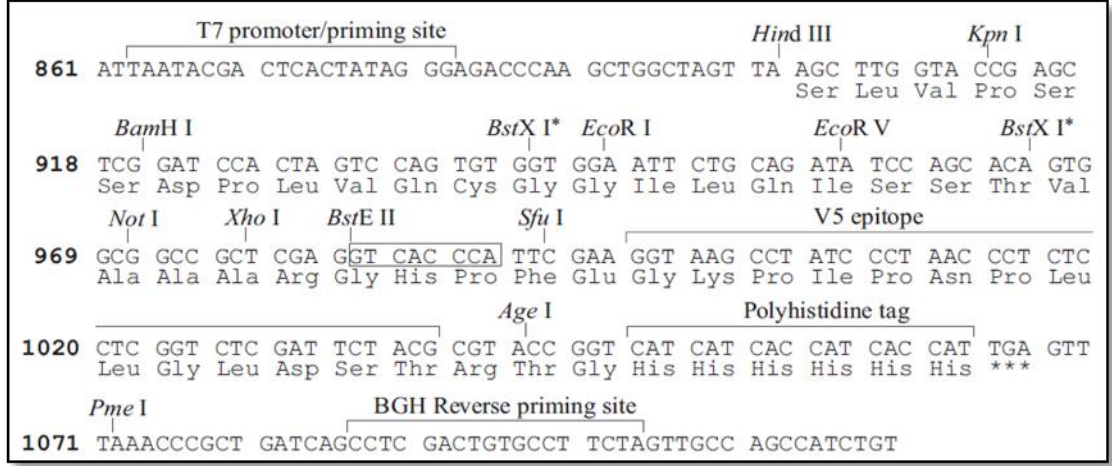 T7 promoter/priming site Hind III Kpn I
861 ATTAATACGA CTCACTATAG GGAGACCCAA GCTGGCTAGT TA AGC TTG GTA CCG AGC
Ser Leu Val Pro Ser
BamH I BstX I* EcoR I EcoR V BstX I*
918 TCG GAT CCA CTA GTC CAG TGT GGT GGA ATT CTG CAG ATA TCC AGC ACA GTG
Ser Asp Pro Leu Val Gln Cys Gly Gly Ile Leu Gln Ile Ser Ser Thr Val
Not I Xho I BstE II Sfu I V5 epitope
969 GCG GCC GCT CGA GGT CAC CCA TTC GAA GGT AAG CCT ATC CCT AAC CCT CTC
Ala Ala Ala Arg Gly His Pro Phe Glu Gly Lys Pro Ile Pro Asn Pro Leu
Age I Polyhistidine tag
1020 CTC GGT CTC GAT TCT ACG CGT ACC GGT CAT CAT CAC CAT CAC CAT TGA GTT
Leu Gly Leu Asp Ser Thr Arg Thr Gly His His His His His His ***
Pme I BGH Reverse priming site
1071 TAAACCCGCT GATCAGCCTC GACTGTGCCT TCTAGTTGCC AGCCATCTGT